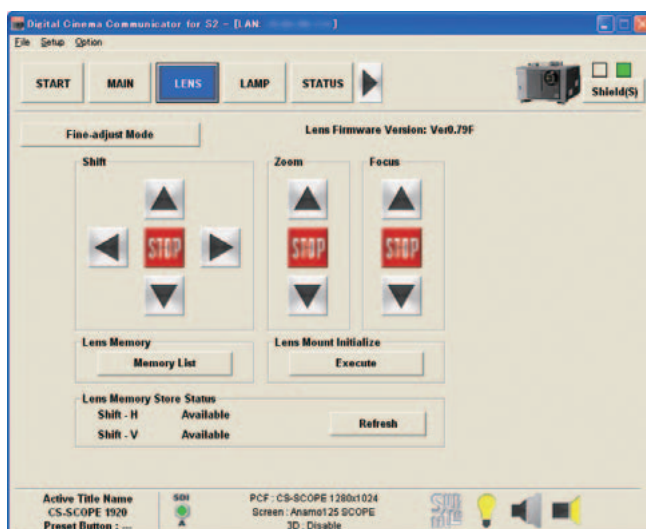 Digital Cinema Communicator for S2 - [LAN: ]
File Setup Option
START MAIN LENS LAMP STATUS
Shield(S)
Fine-adjust Mode
Lens Firmware Version: Ver0.79F
Shift Zoom Focus
STOP STOP STOP
Lens Memory Lens Mount Initialize
Memory List Execute
Lens Memory Store Status
Shift - H Available
Refresh
Shift - V Available
Active Title Name SDI PCF : CS-SCOPE 1280x1024
CS-SCOPE 1920 Screen : Anamo125 SCOPE
Preset Button : --- A 3D : Disable